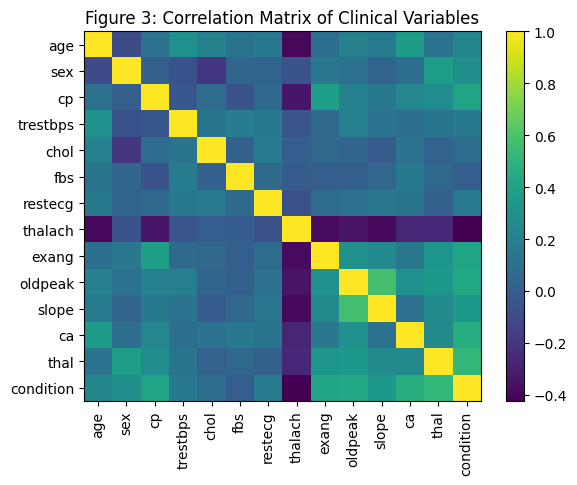 Figure 3: Correlation Matrix of Clinical Variables
age
sex
cp
trestbps
chol
fbs
restecg
thalach
exang
oldpeak
slope
ca
thal
condition
age
sex
cp
trestbps
chol
fbs
restecg
thalach
exang
oldpeak
slope
ca
thal
condition
1.0
0.8
0.6
0.4
0.2
0.0
−0.2
−0.4